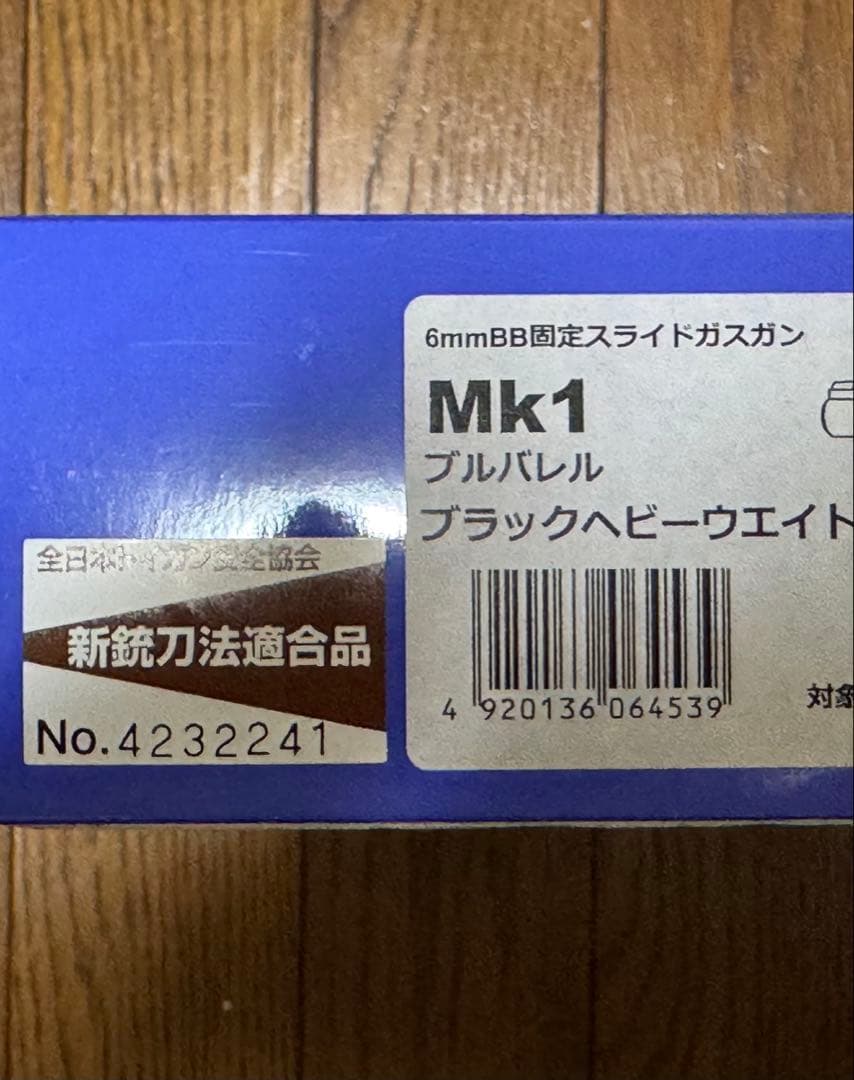 6mmBB固定スライドガスガン
Mk1
ブルバレル
ブラックヘビーウエイト
4 920136 064539
対象
全日本トイガン安全協会
新銃刀法適合品
No.4232241